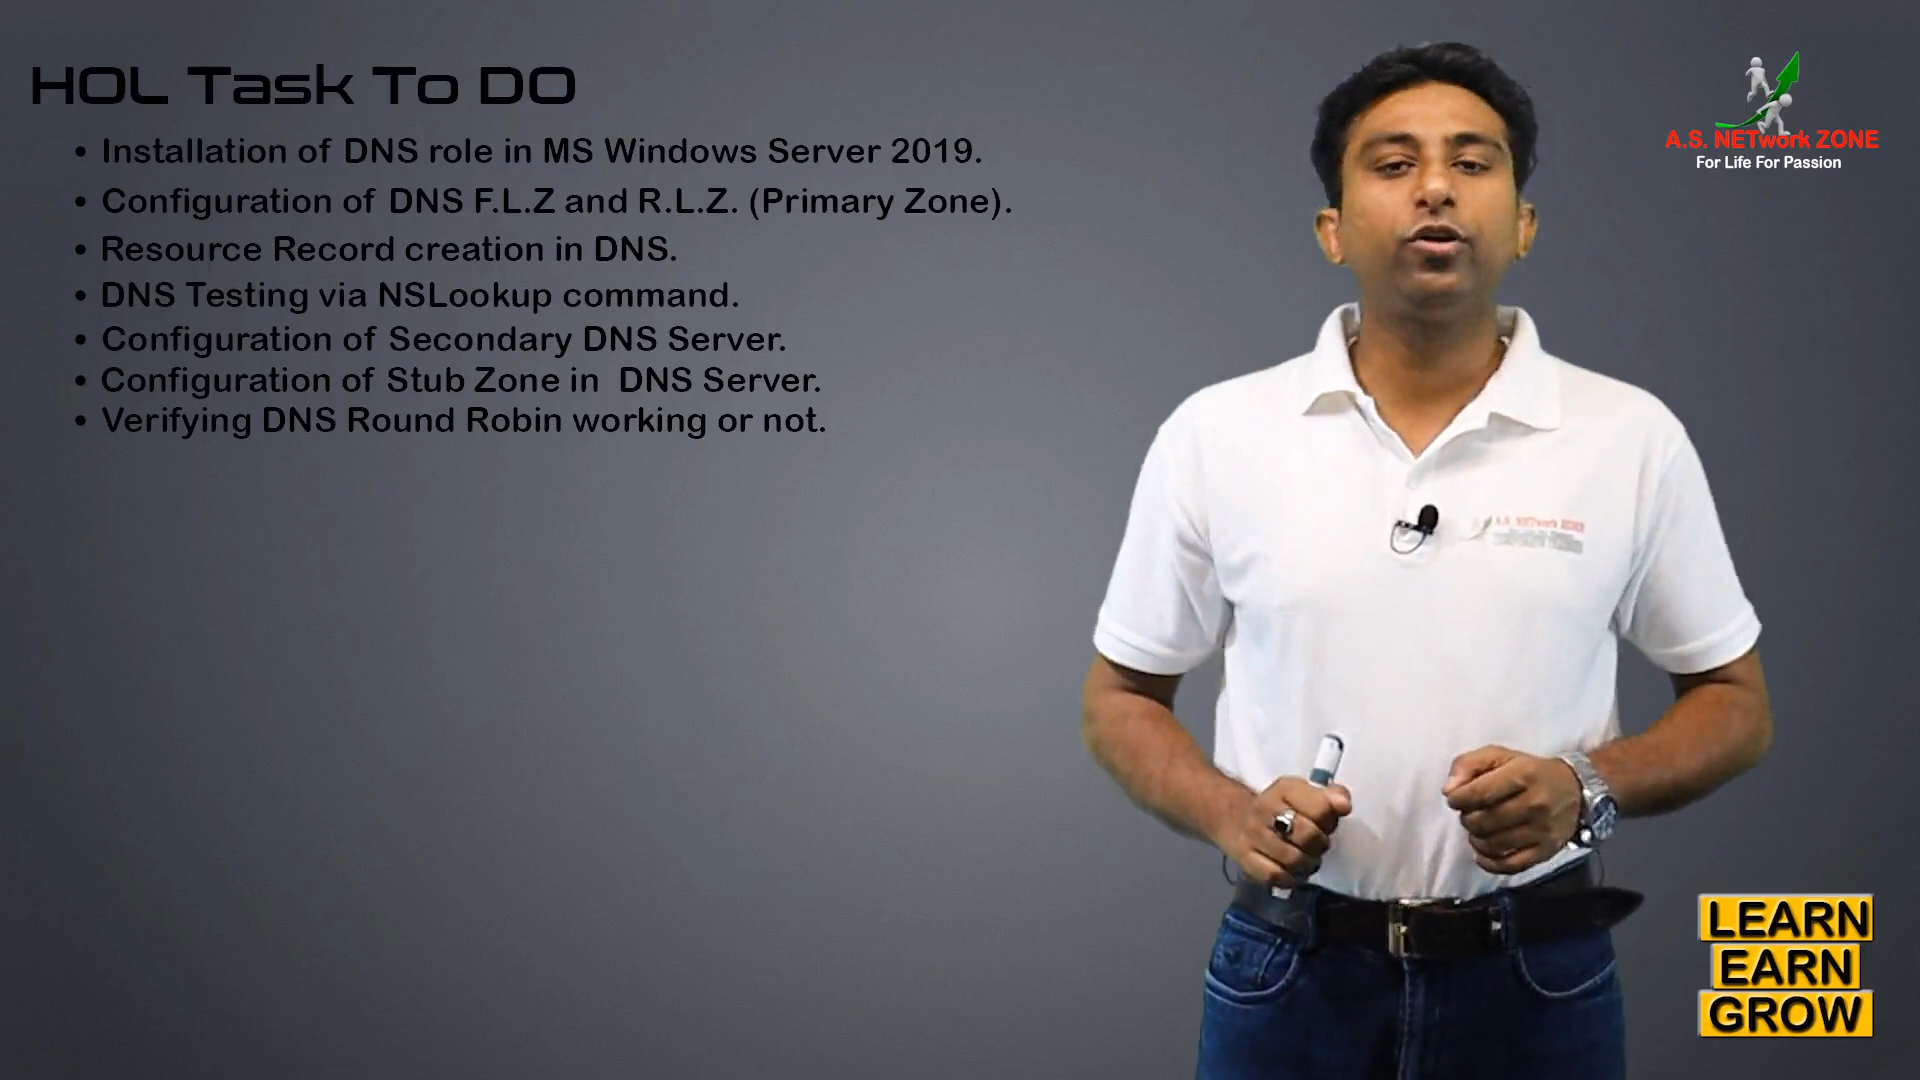 HOL Task To DO
• Installation of DNS role in MS Windows Server 2019.
• Configuration of DNS F.L.Z and R.L.Z. (Primary Zone).
• Resource Record creation in DNS.
• DNS Testing via NSLookup command.
• Configuration of Secondary DNS Server.
• Configuration of Stub Zone in DNS Server.
• Verifying DNS Round Robin working or not.
A.S. NETwork ZONE
For Life For Passion
A.S. NETwork ZONE
LEARN
EARN
GROW